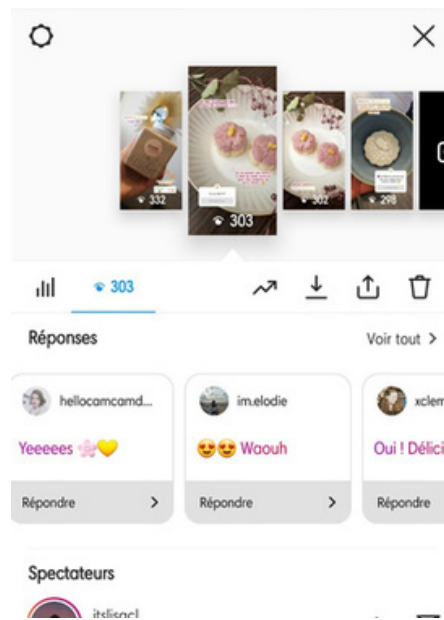 332
303
302
298
303
Réponses
Voir tout >
hellocamcamd...
im.elodie
xclem
Yeeeees 🌸💛
😍😍 Waouh
Oui ! Délici
Répondre >
Répondre >
Répondre
Spectateurs
itslisacl